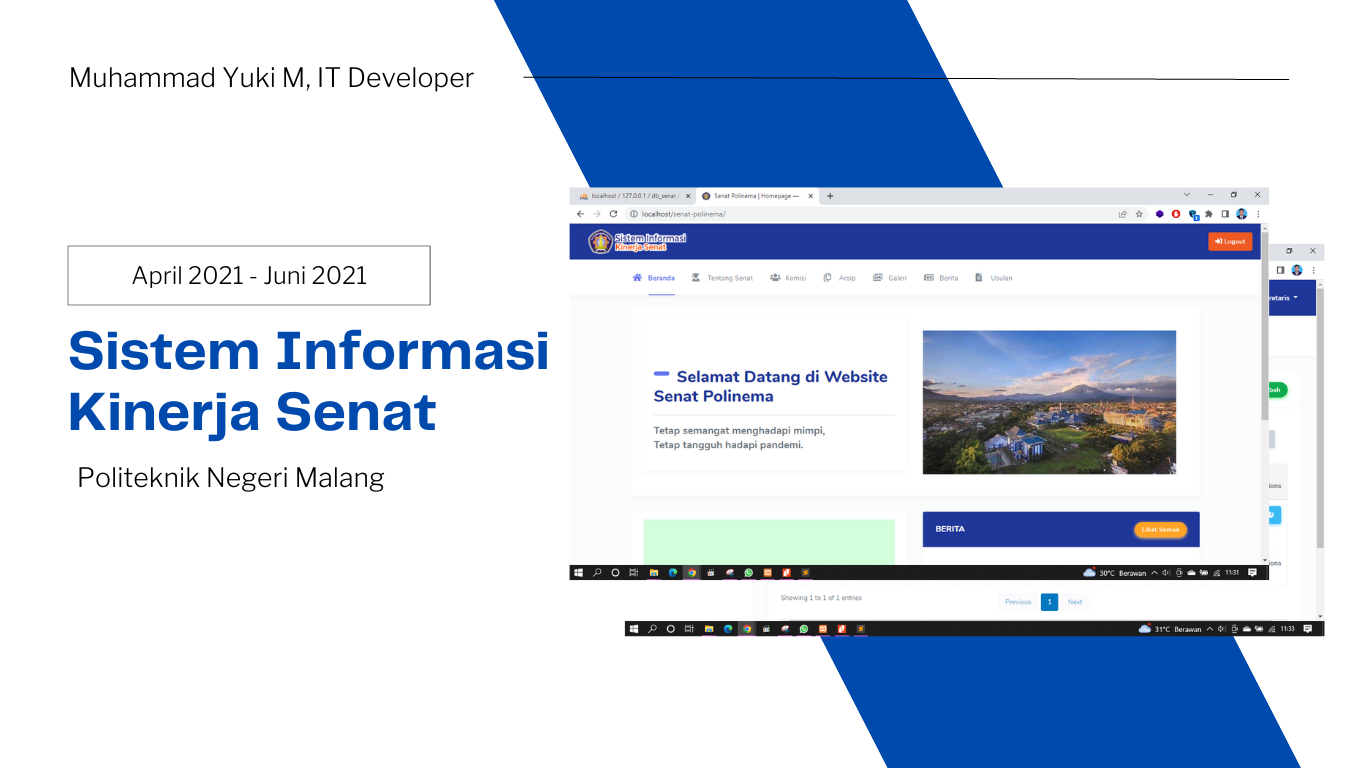 Muhammad Yuki M, IT Developer
April 2021 - Juni 2021
Sistem Informasi
Kinerja Senat
Politeknik Negeri Malang
localhost / 127.0.0.1 / db_senat /
Senat Polinema | Homepage —
localhost/senat-polinema/
Sistem Informasi
Kinerja Senat
Logout
Beranda
Tentang Senat
Komisi
Arsip
Galeri
Berita
Usulan
Selamat Datang di Website
Senat Polinema
Tetap semangat menghadapi mimpi,
Tetap tangguh hadapi pandemi.
BERITA
Lihat Semua
30°C Berawan
11:31
retaris
bah
ions
ons
Showing 1 to 1 of 1 entries
Previous
1
Next
31°C Berawan
11:33